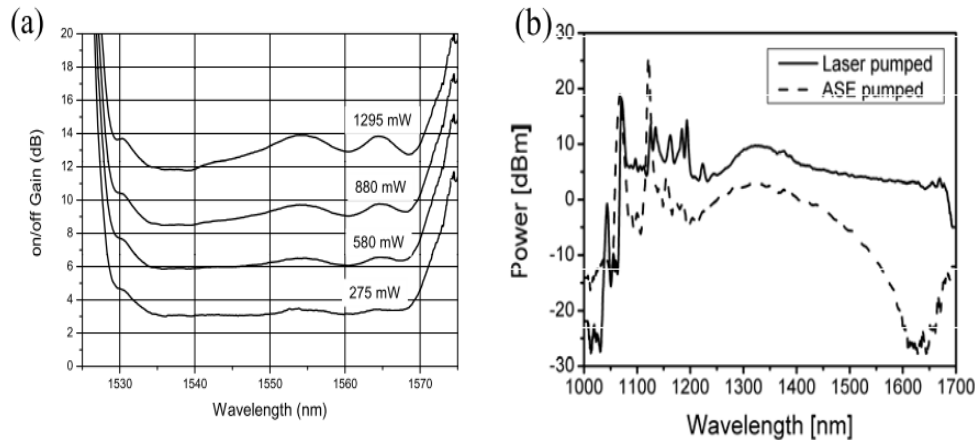 (a)
on/off Gain (dB)
20
18
16
14
12
10
8
6
4
2
0
1295 mW
880 mW
580 mW
275 mW
1530
1540
1550
1560
1570
Wavelength (nm)
(b)
Power [dBm]
30
20
10
0
-10
-20
-30
Laser pumped
ASE pumped
1000 1100 1200 1300 1400 1500 1600 1700
Wavelength [nm]